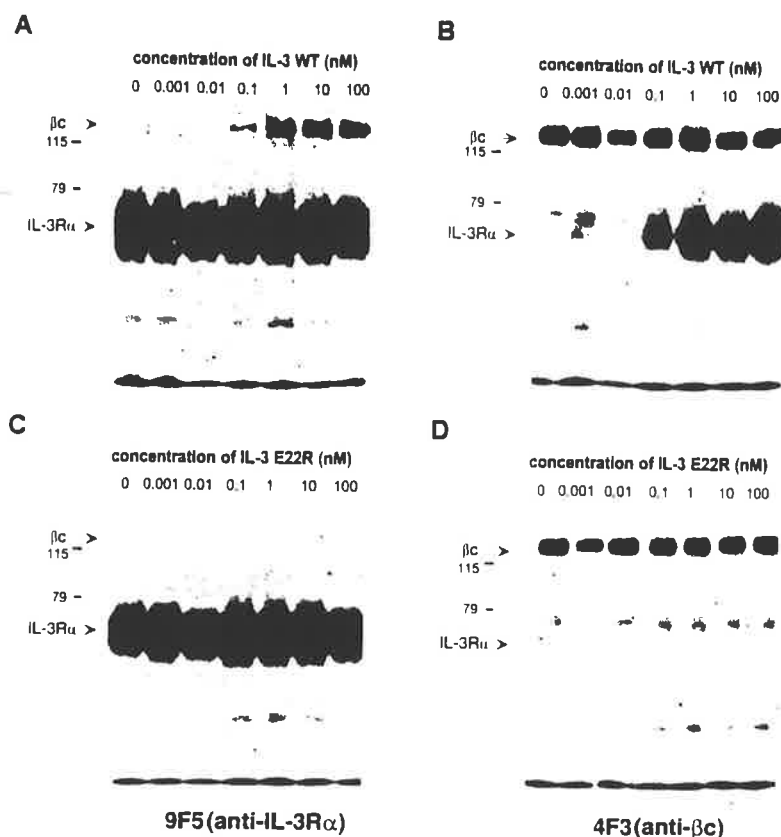 A
concentration of IL-3 WT (nM)
0 0.001 0.01 0.1 1 10 100
βc
115
79
IL-3Rα
B
concentration of IL-3 WT (nM)
0 0.001 0.01 0.1 1 10 100
βc
115
79
IL-3Rα
C
concentration of IL-3 E22R (nM)
0 0.001 0.01 0.1 1 10 100
βc
115
79
IL-3Rα
9F5(anti-IL-3Rα)
D
concentration of IL-3 E22R (nM)
0 0.001 0.01 0.1 1 10 100
βc
115
79
IL-3Rα
4F3(anti-βc)